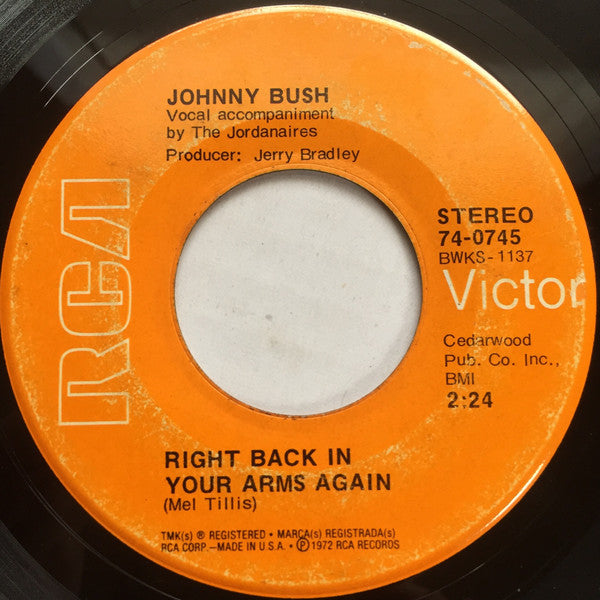 JOHNNY BUSH
Vocal accompaniment
by The Jordanaires
Producer: Jerry Bradley
RCA
STEREO
74-0745
BWKS-1137
Victor
Cedarwood
Pub. Co. Inc.,
BMI
2:24
RIGHT BACK IN
YOUR ARMS AGAIN
(Mel Tillis)
TMK(s) ® REGISTERED • MARCA(s) REGISTRADA(s)
RCA CORP.—MADE IN U.S.A. • ℗ 1972 RCA RECORDS